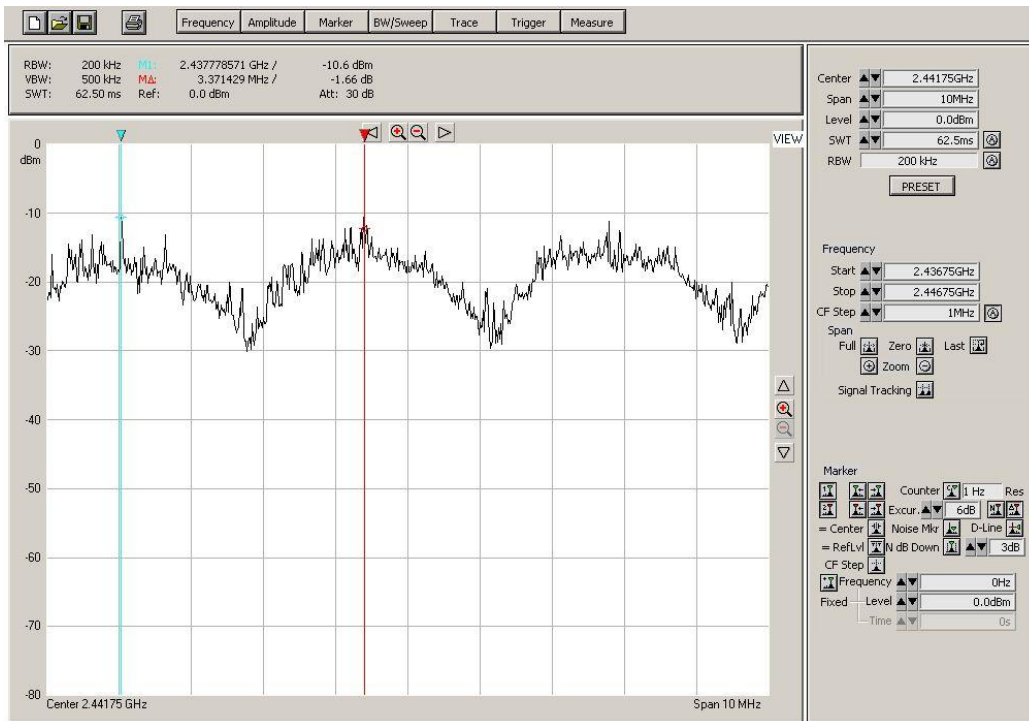 Frequency Amplitude Marker BW/Sweep Trace Trigger Measure
RBW: 200 kHz M1: 2.437778571 GHz / -10.6 dBm
VBW: 500 kHz MΔ: 3.371429 MHz / -1.66 dB
SWT: 62.50 ms Ref: 0.0 dBm Att: 30 dB
VIEW
0
dBm
-10
-20
-30
-40
-50
-60
-70
-80
Center 2.44175 GHz Span 10 MHz
Center 2.44175GHz
Span 10MHz
Level 0.0dBm
SWT 62.5ms
RBW 200 kHz
PRESET
Frequency
Start 2.43675GHz
Stop 2.44675GHz
CF Step 1MHz
Span
Full Zero Last
Zoom
Signal Tracking
Marker
Counter 1 Hz Res
Excur. 6dB
= Center Noise Mkr D-Line
= RefLvl N dB Down 3dB
CF Step
Frequency 0Hz
Fixed Level 0.0dBm
Time 0s